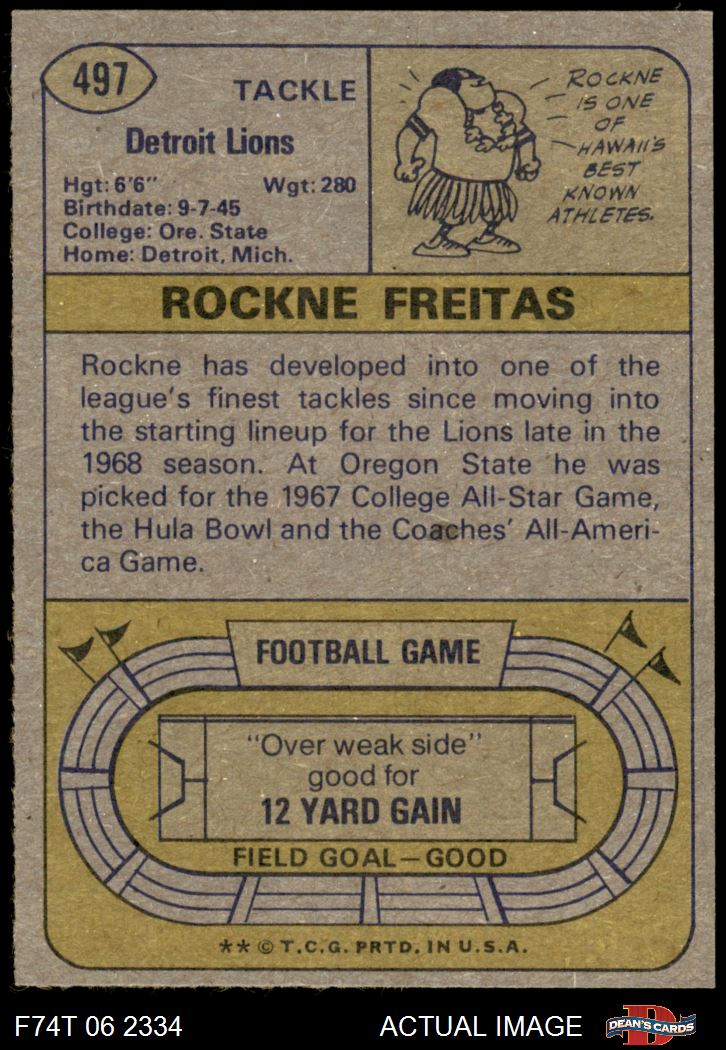 497
TACKLE
Detroit Lions
Hgt: 6'6" Wgt: 280
Birthdate: 9-7-45
College: Ore. State
Home: Detroit, Mich.
ROCKNE
IS ONE
OF
HAWAII'S
BEST
KNOWN
ATHLETES.
ROCKNE FREITAS
Rockne has developed into one of the
league's finest tackles since moving into
the starting lineup for the Lions late in the
1968 season. At Oregon State he was
picked for the 1967 College All-Star Game,
the Hula Bowl and the Coaches' All-Ameri-
ca Game.
FOOTBALL GAME
"Over weak side"
good for
12 YARD GAIN
FIELD GOAL—GOOD
** © T.C.G. PRTD. IN U.S.A.
F74T 06 2334 ACTUAL IMAGE
D
DEAN'S CARDS